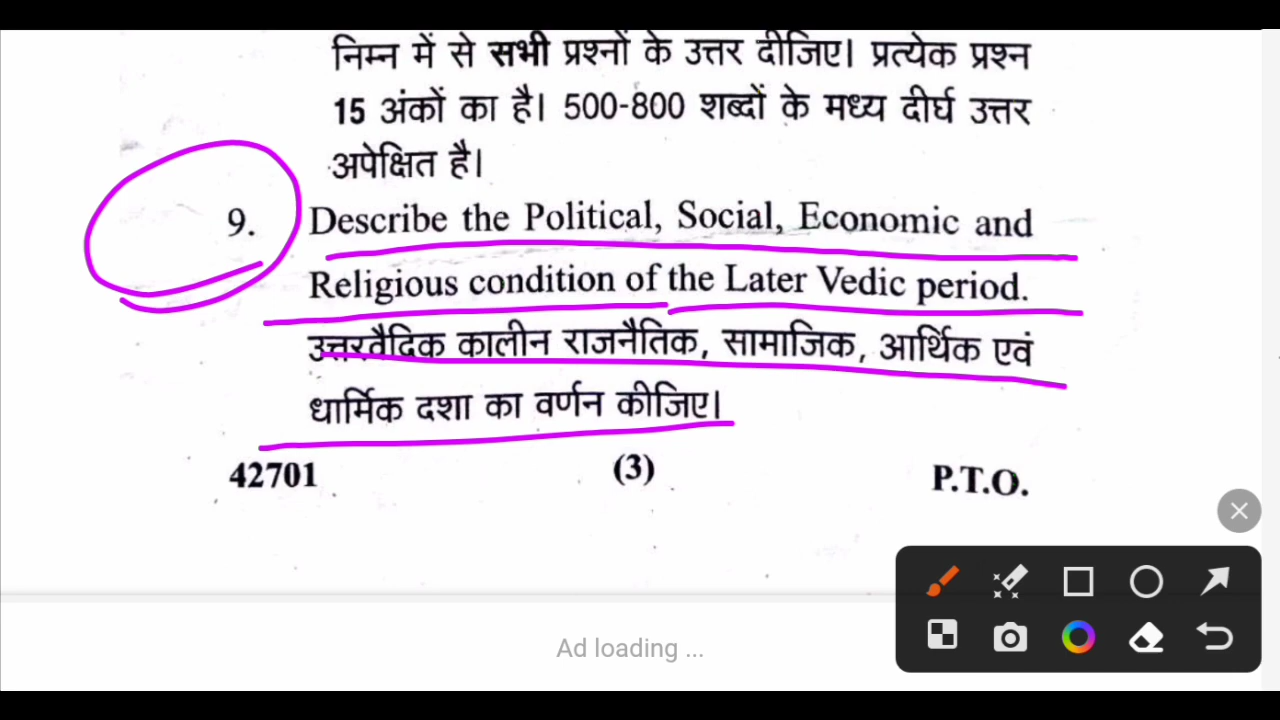 निम्न में से सभी प्रश्नों के उत्तर दीजिए। प्रत्येक प्रश्न
15 अंकों का है। 500-800 शब्दों के मध्य दीर्घ उत्तर
अपेक्षित है।
9. Describe the Political, Social, Economic and
Religious condition of the Later Vedic period.
उत्तरवैदिक कालीन राजनैतिक, सामाजिक, आर्थिक एवं
धार्मिक दशा का वर्णन कीजिए।
42701 (3) P.T.O.
Ad loading ...